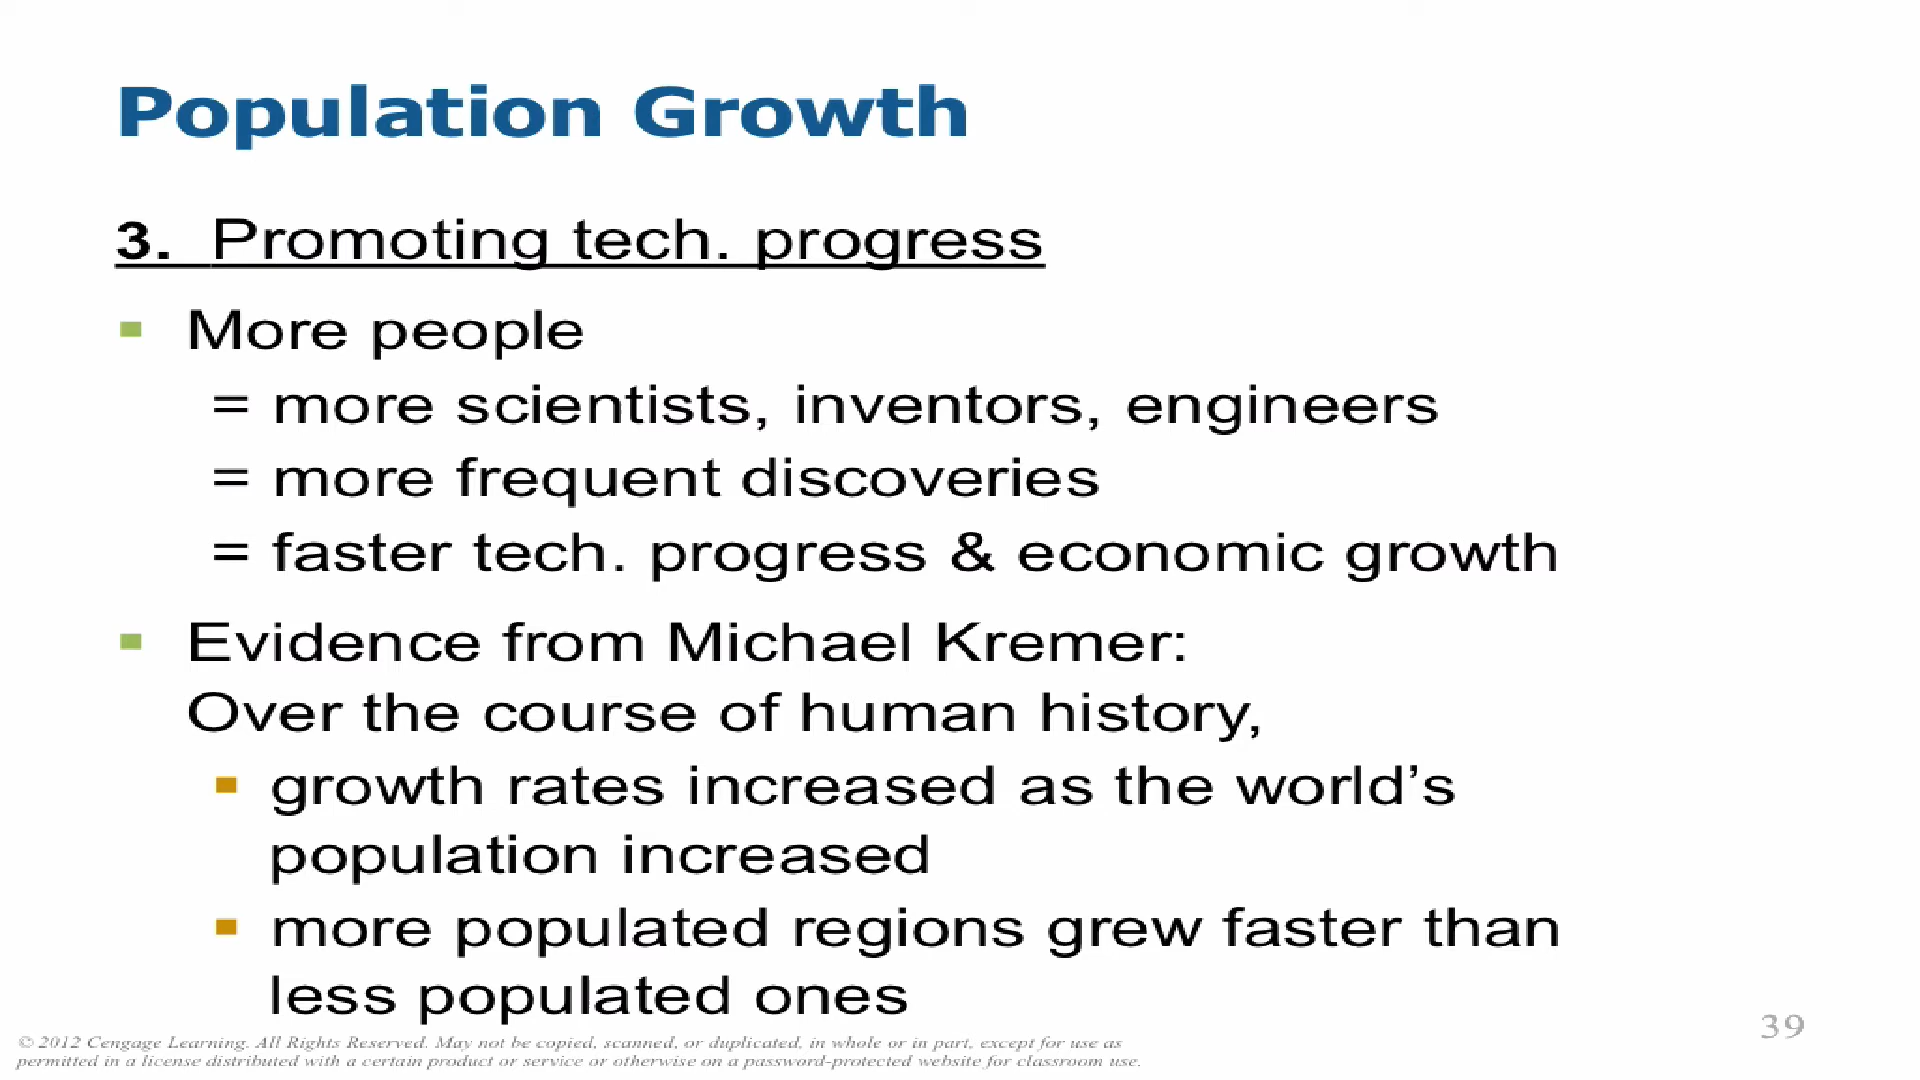 Population Growth
3. Promoting tech. progress
▪ More people
= more scientists, inventors, engineers
= more frequent discoveries
= faster tech. progress & economic growth
▪ Evidence from Michael Kremer:
Over the course of human history,
▪ growth rates increased as the world’s
population increased
▪ more populated regions grew faster than
less populated ones
39
© 2012 Cengage Learning. All Rights Reserved. May not be copied, scanned, or duplicated, in whole or in part, except for use as
permitted in a license distributed with a certain product or service or otherwise on a password-protected website for classroom use.